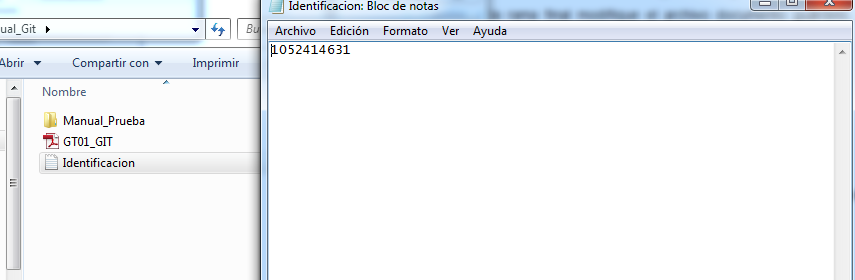 ual_Git
Bu
Abrir
Compartir con
Imprimir
Nombre
Manual_Prueba
GT01_GIT
Identificacion
Identificacion: Bloc de notas
Archivo Edición Formato Ver Ayuda
1052414631